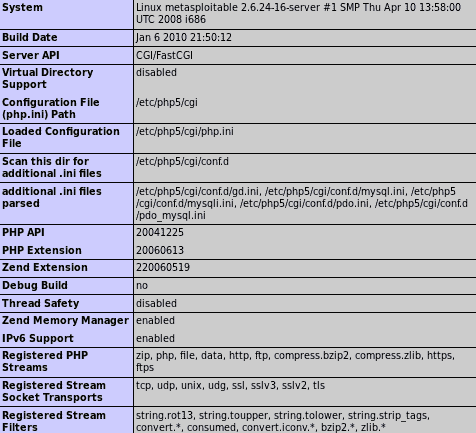 System
Linux metasploitable 2.6.24-16-server #1 SMP Thu Apr 10 13:58:00
UTC 2008 i686
Build Date
Jan 6 2010 21:50:12
Server API
CGI/FastCGI
Virtual Directory
Support
disabled
Configuration File
(php.ini) Path
/etc/php5/cgi
Loaded Configuration
File
/etc/php5/cgi/php.ini
Scan this dir for
additional .ini files
/etc/php5/cgi/conf.d
additional .ini files
parsed
/etc/php5/cgi/conf.d/gd.ini, /etc/php5/cgi/conf.d/mysql.ini, /etc/php5
/cgi/conf.d/mysqli.ini, /etc/php5/cgi/conf.d/pdo.ini, /etc/php5/cgi/conf.d
/pdo_mysql.ini
PHP API
20041225
PHP Extension
20060613
Zend Extension
220060519
Debug Build
no
Thread Safety
disabled
Zend Memory Manager
enabled
IPv6 Support
enabled
Registered PHP
Streams
zip, php, file, data, http, ftp, compress.bzip2, compress.zlib, https,
ftps
Registered Stream
Socket Transports
tcp, udp, unix, udg, ssl, sslv3, sslv2, tls
Registered Stream
Filters
string.rot13, string.toupper, string.tolower, string.strip_tags,
convert.*, consumed, convert.iconv.*, bzip2.*, zlib.*